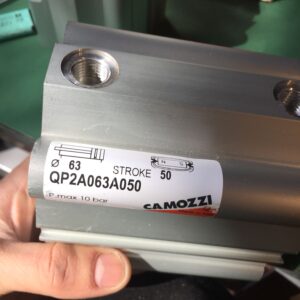 Ø 63 STROKE 50
QP2A063A050
P.max 10 bar
CAMOZZI